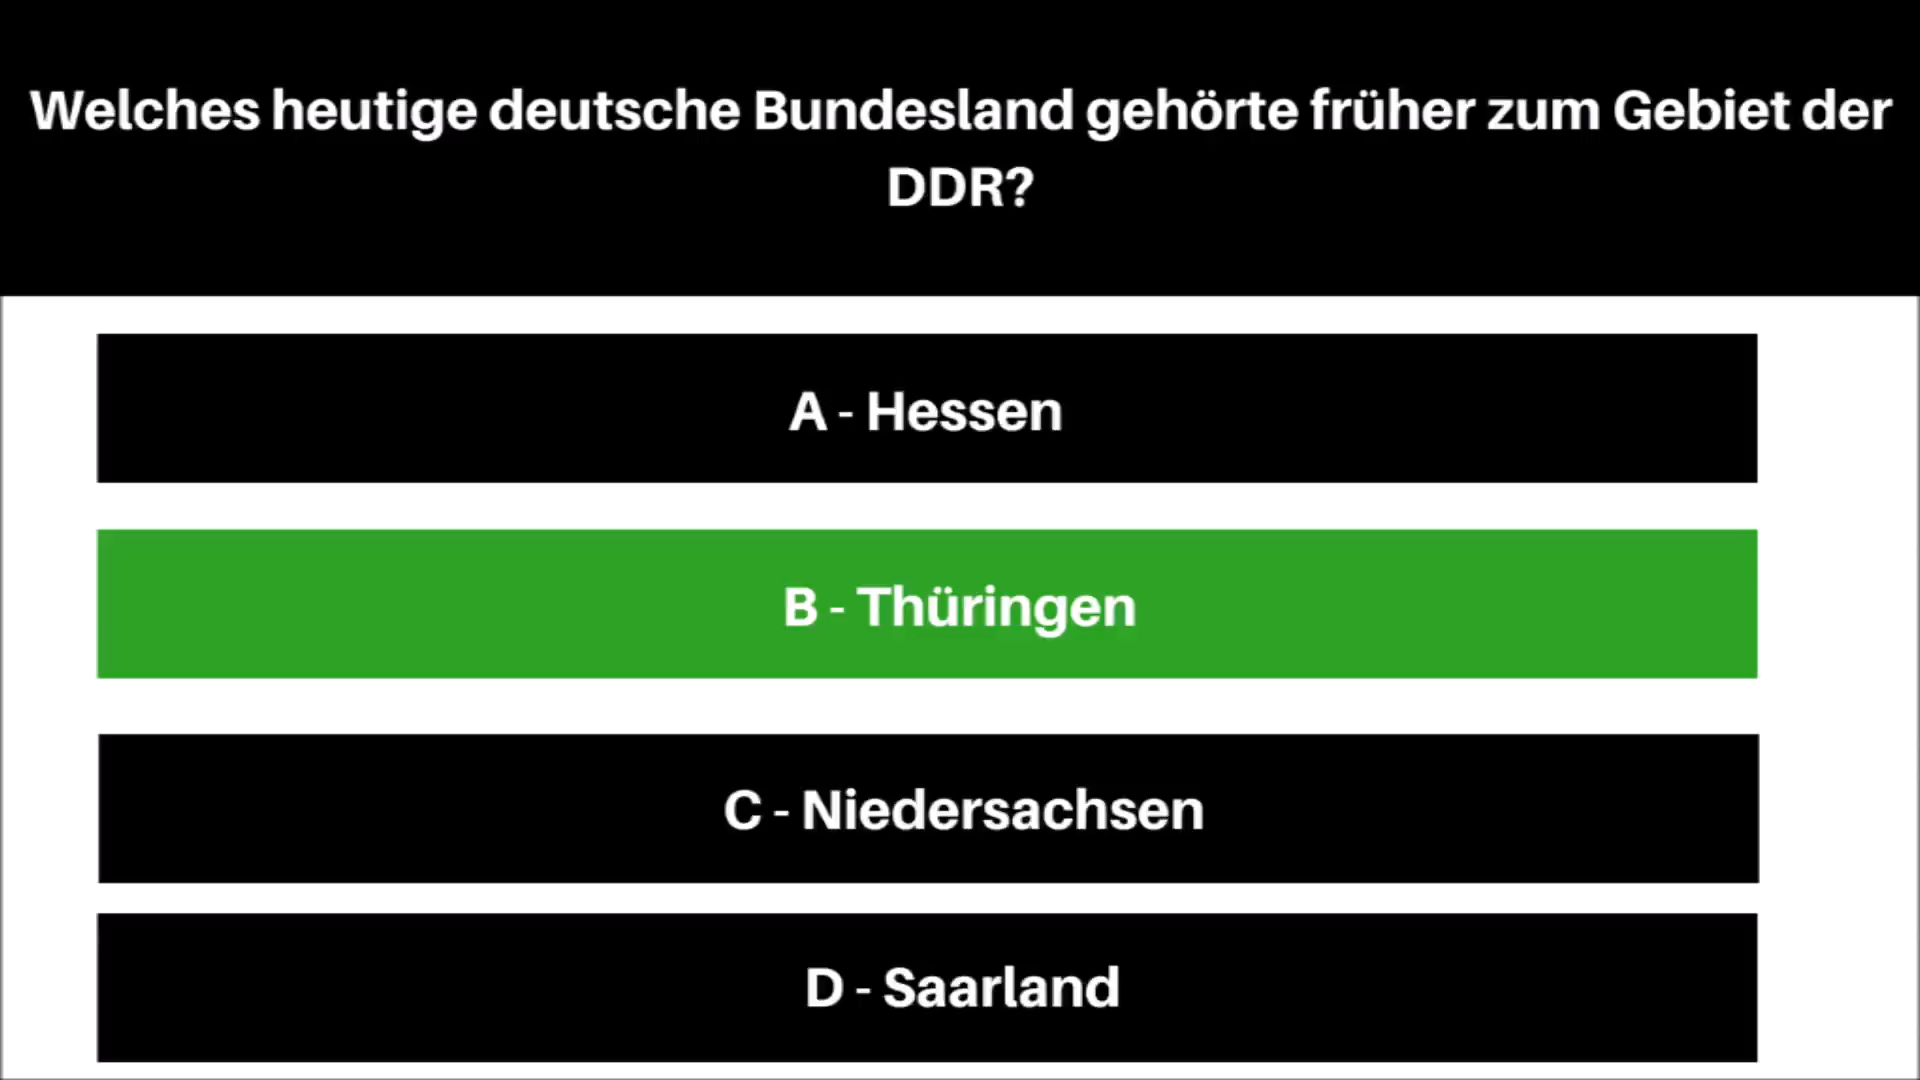 Welches heutige deutsche Bundesland gehörte früher zum Gebiet der
DDR?
A - Hessen
B - Thüringen
C - Niedersachsen
D - Saarland